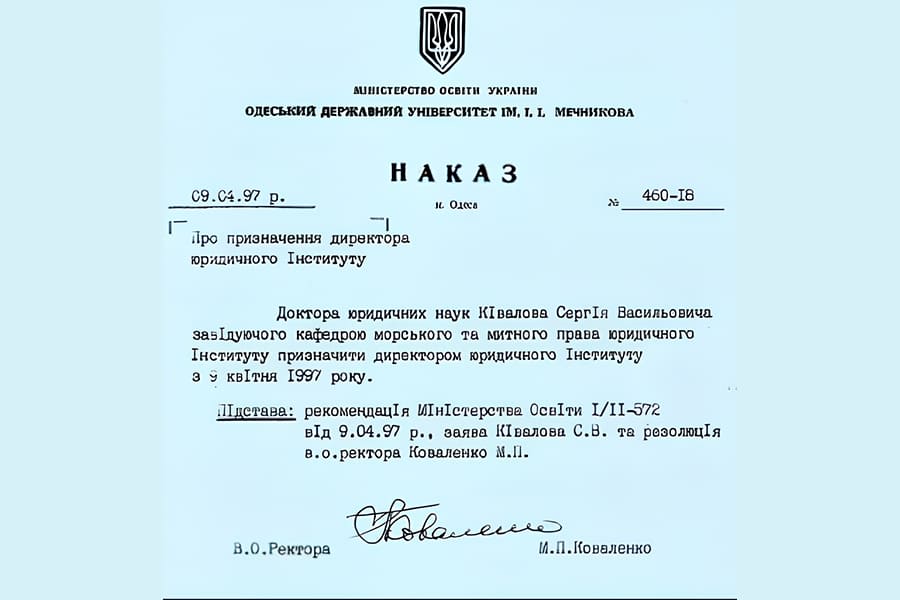 МІНІСТЕРСТВО ОСВІТИ УКРАЇНИ
ОДЕСЬКИЙ ДЕРЖАВНИЙ УНІВЕРСИТЕТ ІМ. І. І. МЕЧНИКОВА
НАКАЗ
09.04.97 р.
м. Одеса
№ 460-18
Про призначення директора
юридичного Інституту
Доктора юридичних наук КІвалова СергІя Васильовича
завІдуючого кафедрою морського та митного права юридичного
Інституту призначити директором юридичного Інституту
з 9 квІтня 1997 року.
ПІдстава: рекомендацІя МІнІстерства ОсвІти І/ІІ-572
вІд 9.04.97 р., заява КІвалова С.В. та резолюцІя
в.о.ректора Коваленко М.П.
Коваленко
В.О.Ректора
М.П.Коваленко